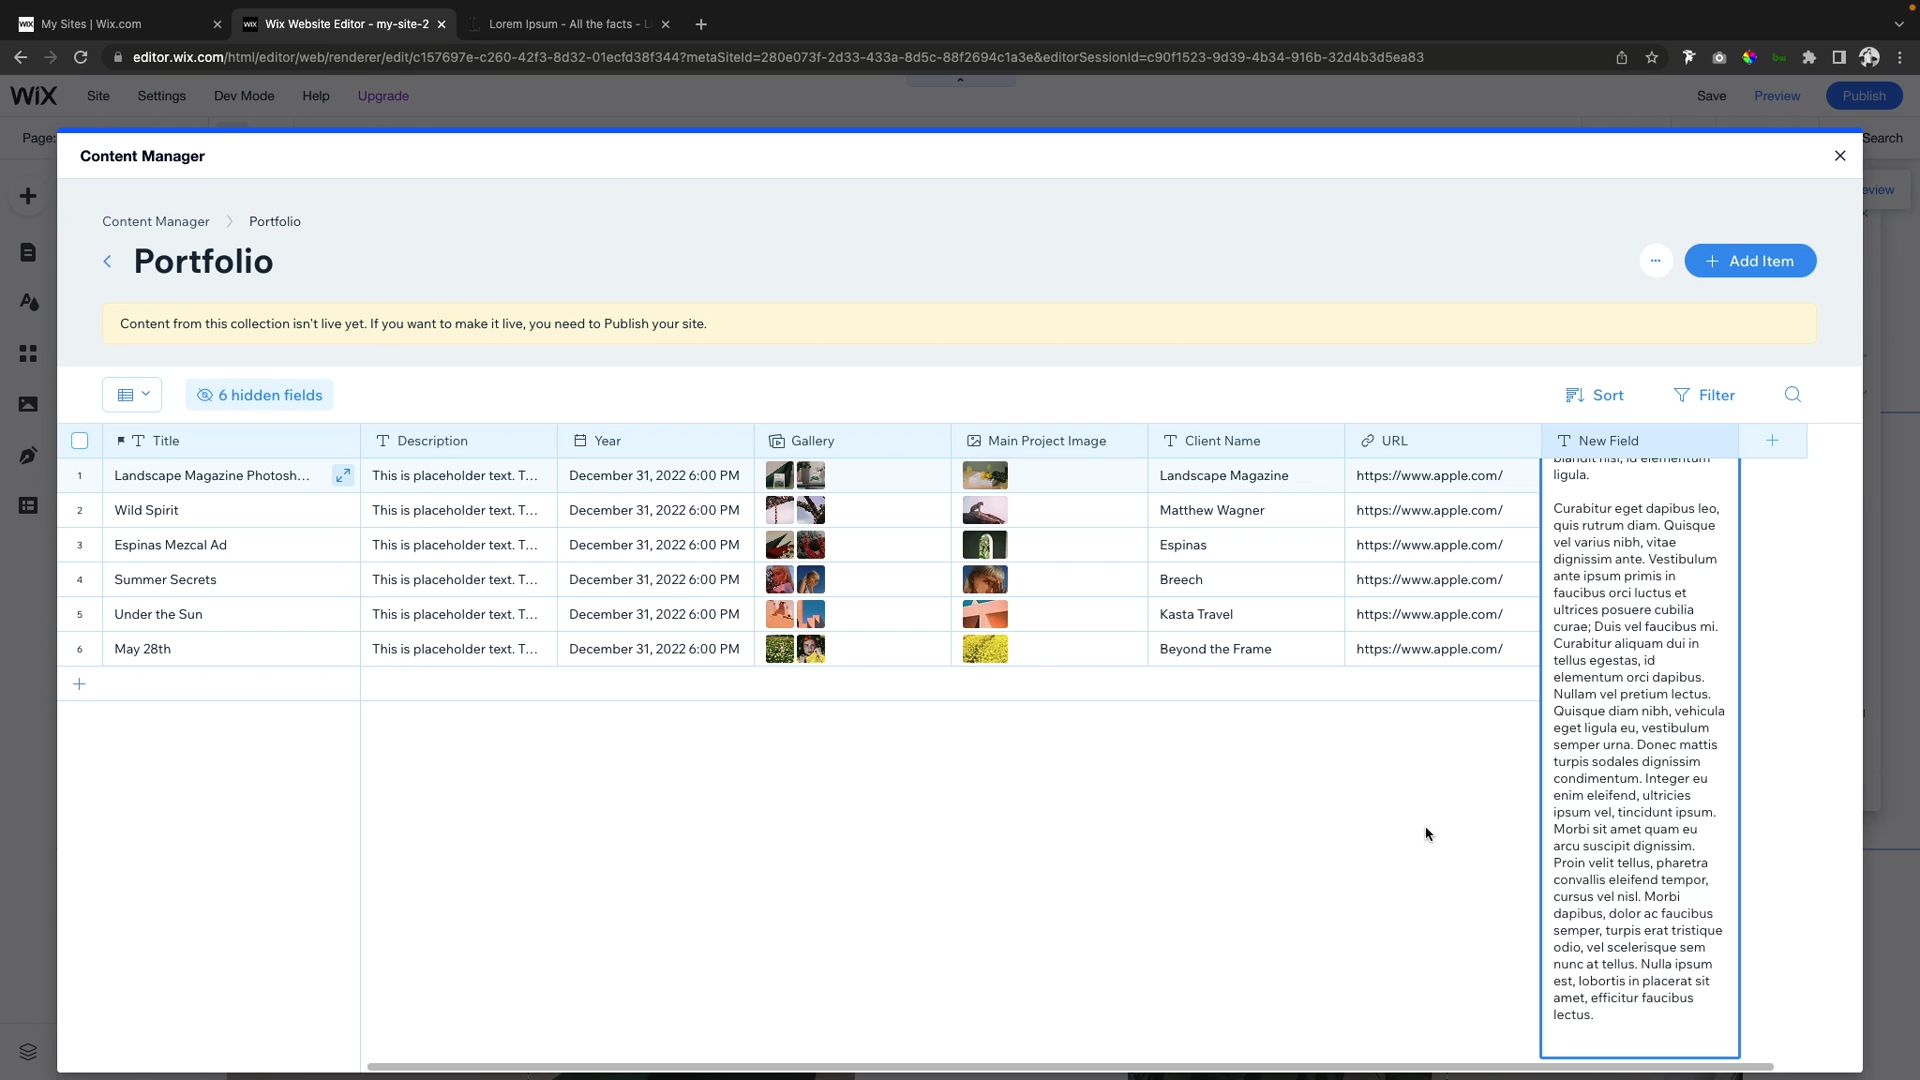 My Sites | Wix.com
Wix Website Editor - my-site-2
Lorem Ipsum - All the facts - L
editor.wix.com/html/editor/web/renderer/edit/c157697e-c260-42f3-8d32-01ecfd38f344?metaSiteId=280e073f-2d33-433a-8d5c-88f2694c1a3e&editorSessionId=c90f1523-9d39-4b34-916b-32d4b3d5ea83
WiX Site Settings Dev Mode Help Upgrade Save Preview Publish
Page: Search
Content Manager
eview
Content Manager Portfolio
Portfolio
... + Add Item
Content from this collection isn't live yet. If you want to make it live, you need to Publish your site.
6 hidden fields Sort Filter
Title Description Year Gallery Main Project Image Client Name URL New Field +
1 Landscape Magazine Photosh... This is placeholder text. T... December 31, 2022 6:00 PM Landscape Magazine https://www.apple.com/
2 Wild Spirit This is placeholder text. T... December 31, 2022 6:00 PM Matthew Wagner https://www.apple.com/
3 Espinas Mezcal Ad This is placeholder text. T... December 31, 2022 6:00 PM Espinas https://www.apple.com/
4 Summer Secrets This is placeholder text. T... December 31, 2022 6:00 PM Breech https://www.apple.com/
5 Under the Sun This is placeholder text. T... December 31, 2022 6:00 PM Kasta Travel https://www.apple.com/
6 May 28th This is placeholder text. T... December 31, 2022 6:00 PM Beyond the Frame https://www.apple.com/
+
blandit nisi, id elementum
ligula.
Curabitur eget dapibus leo,
quis rutrum diam. Quisque
vel varius nibh, vitae
dignissim ante. Vestibulum
ante ipsum primis in
faucibus orci luctus et
ultrices posuere cubilia
curae; Duis vel faucibus mi.
Curabitur aliquam dui in
tellus egestas, id
elementum orci dapibus.
Nullam vel pretium lectus.
Quisque diam nibh, vehicula
eget ligula eu, vestibulum
semper urna. Donec mattis
turpis sodales dignissim
condimentum. Integer eu
enim eleifend, ultricies
ipsum vel, tincidunt ipsum.
Morbi sit amet quam eu
arcu suscipit dignissim.
Proin velit tellus, pharetra
convallis eleifend tempor,
cursus vel nisl. Morbi
dapibus, dolor ac faucibus
semper, turpis erat tristique
odio, vel scelerisque sem
nunc at tellus. Nulla ipsum
est, lobortis in placerat sit
amet, efficitur faucibus
lectus.